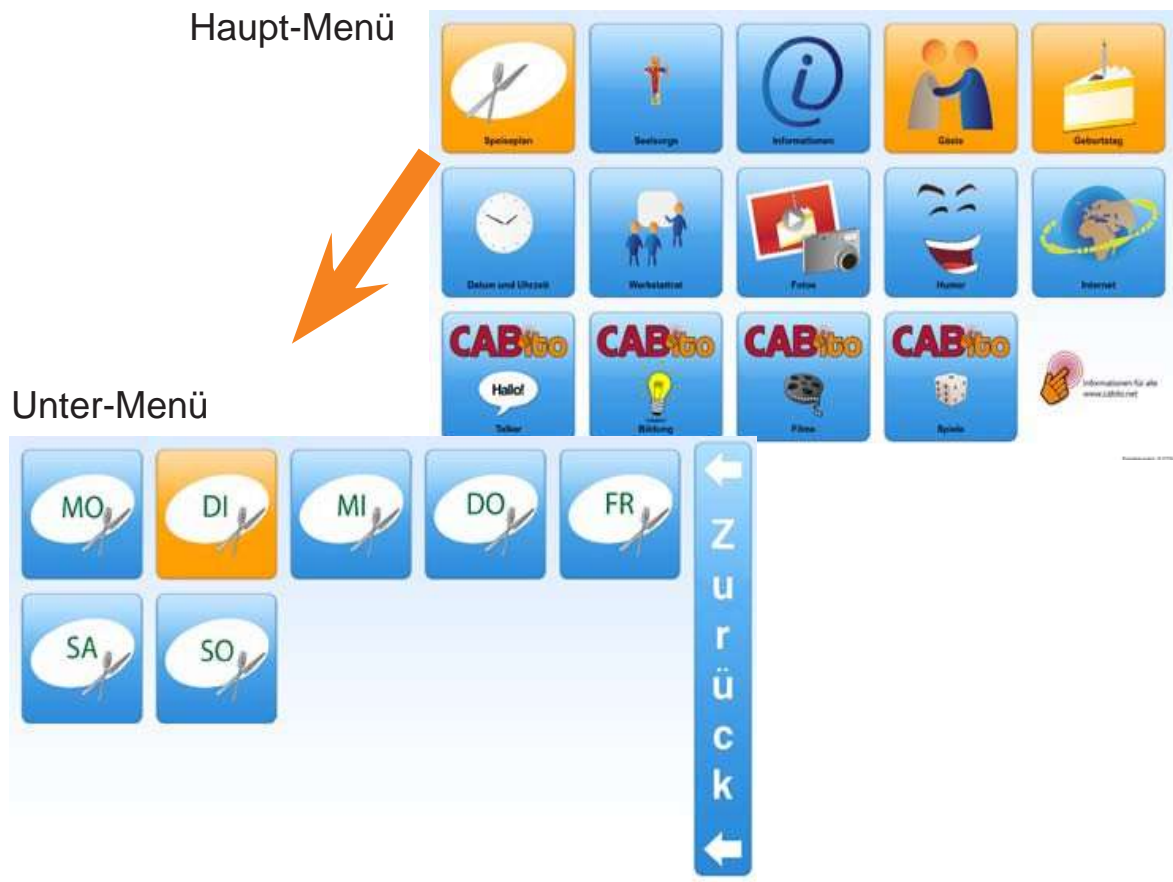 Haupt-Menü
Speiseplan
Seelsorge
Informationen
Gäste
Geburtstag
Datum und Uhrzeit
Werkstattrat
Fotos
Humor
Internet
CABito
CABito
CABito
CABito
Hallo!
Talker
Bildung
Filme
Spiele
Informationen für alle
www.cabito.net
Unter-Menü
MO
DI
MI
DO
FR
SA
SO
Zurück